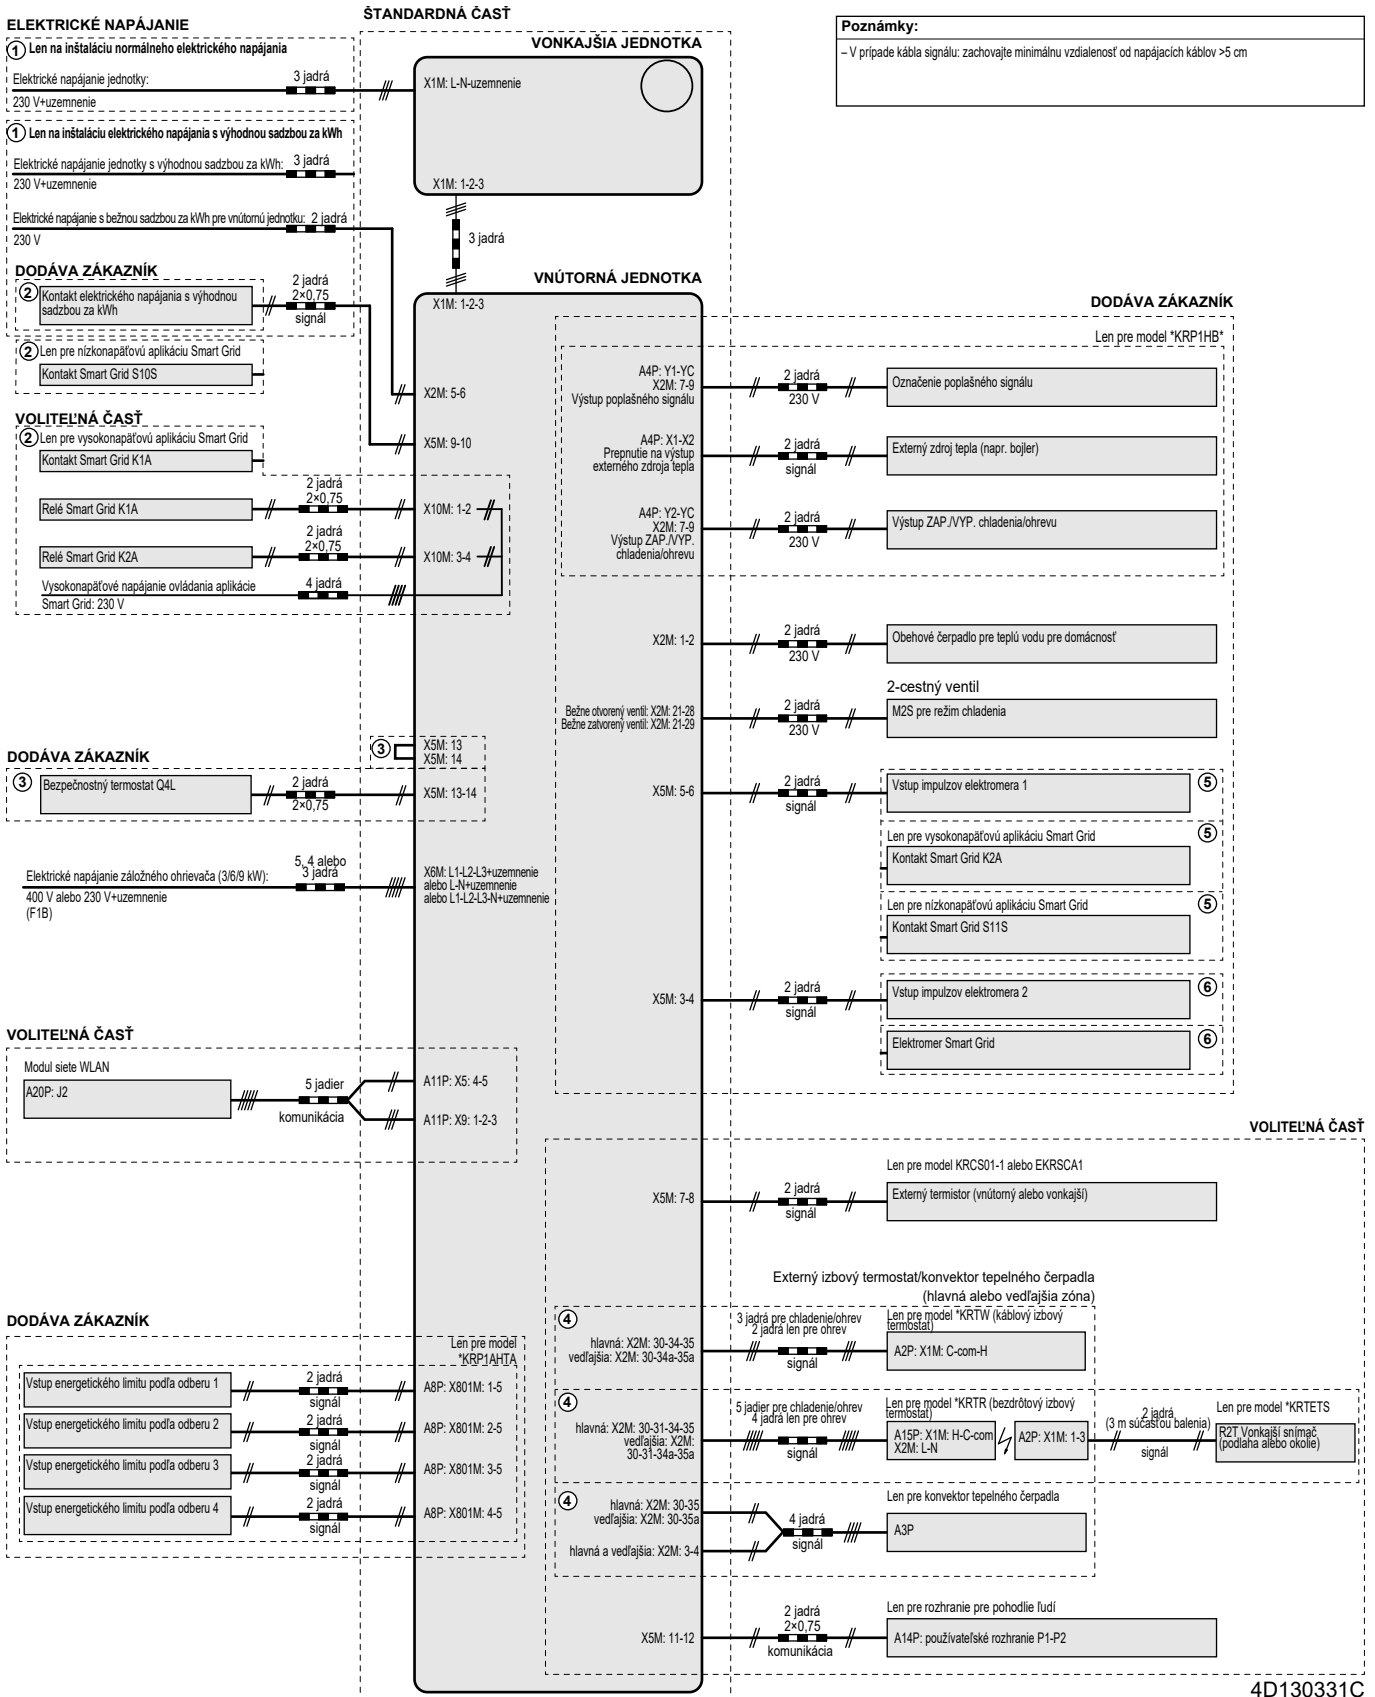 ELEKTRICKÉ NAPÁJANIE
① Len na inštaláciu normálneho elektrického napájania
Elektrické napájanie jednotky:
3 jadrá
230 V+uzemnenie
① Len na inštaláciu elektrického napájania s výhodnou sadzbou za kWh
Elektrické napájanie jednotky s výhodnou sadzbou za kWh:
3 jadrá
230 V+uzemnenie
Elektrické napájanie s bežnou sadzbou za kWh pre vnútornú jednotku:
2 jadrá
230 V
DODÁVA ZÁKAZNÍK
② Kontakt elektrického napájania s výhodnou
sadzbou za kWh
2 jadrá
2×0,75
signál
② Len pre nízkonapäťovú aplikáciu Smart Grid
Kontakt Smart Grid S10S
VOLITEĽNÁ ČASŤ
② Len pre vysokonapäťovú aplikáciu Smart Grid
Kontakt Smart Grid K1A
Relé Smart Grid K1A
2 jadrá
2×0,75
Relé Smart Grid K2A
2 jadrá
2×0,75
Vysokonapäťové napájanie ovládania aplikácie
Smart Grid: 230 V
4 jadrá
DODÁVA ZÁKAZNÍK
③ Bezpečnostný termostat Q4L
2 jadrá
2×0,75
Elektrické napájanie záložného ohrievača (3/6/9 kW):
400 V alebo 230 V+uzemnenie
(F1B)
5, 4 alebo
3 jadrá
VOLITEĽNÁ ČASŤ
Modul siete WLAN
A20P: J2
5 jadier
komunikácia
DODÁVA ZÁKAZNÍK
Len pre model
*KRP1AHTA
Vstup energetického limitu podľa odberu 1
2 jadrá
signál
A8P: X801M: 1-5
Vstup energetického limitu podľa odberu 2
2 jadrá
signál
A8P: X801M: 2-5
Vstup energetického limitu podľa odberu 3
2 jadrá
signál
A8P: X801M: 3-5
Vstup energetického limitu podľa odberu 4
2 jadrá
signál
A8P: X801M: 4-5
ŠTANDARDNÁ ČASŤ
VONKAJŠIA JEDNOTKA
X1M: L-N-uzemnenie
X1M: 1-2-3
3 jadrá
VNÚTORNÁ JEDNOTKA
X1M: 1-2-3
X2M: 5-6
X5M: 9-10
X10M: 1-2
X10M: 3-4
③ X5M: 13
X5M: 14
X5M: 13-14
X6M: L1-L2-L3+uzemnenie
alebo L-N+uzemnenie
alebo L1-L2-L3-N+uzemnenie
A11P: X5: 4-5
A11P: X9: 1-2-3
Poznámky:
– V prípade kábla signálu: zachovajte minimálnu vzdialenosť od napájacích káblov >5 cm
DODÁVA ZÁKAZNÍK
Len pre model *KRP1HB*
A4P: Y1-YC
X2M: 7-9
Výstup poplašného signálu
2 jadrá
230 V
Označenie poplašného signálu
A4P: X1-X2
Prepnutie na výstup
externého zdroja tepla
2 jadrá
signál
Externý zdroj tepla (napr. bojler)
A4P: Y2-YC
X2M: 7-9
Výstup ZAP./VYP.
chladenia/ohrevu
2 jadrá
230 V
Výstup ZAP./VYP. chladenia/ohrevu
X2M: 1-2
2 jadrá
230 V
Obehové čerpadlo pre teplú vodu pre domácnosť
2-cestný ventil
Bežne otvorený ventil: X2M: 21-28
Bežne zatvorený ventil: X2M: 21-29
2 jadrá
230 V
M2S pre režim chladenia
X5M: 5-6
2 jadrá
signál
Vstup impulzov elektromera 1 ⑤
Len pre vysokonapäťovú aplikáciu Smart Grid ⑤
Kontakt Smart Grid K2A
Len pre nízkonapäťovú aplikáciu Smart Grid ⑤
Kontakt Smart Grid S11S
X5M: 3-4
2 jadrá
signál
Vstup impulzov elektromera 2 ⑥
Elektromer Smart Grid ⑥
VOLITEĽNÁ ČASŤ
Len pre model KRCS01-1 alebo EKRSCA1
X5M: 7-8
2 jadrá
signál
Externý termistor (vnútorný alebo vonkajší)
Externý izbový termostat/konvektor tepelného čerpadla
(hlavná alebo vedľajšia zóna)
④
hlavná: X2M: 30-34-35
vedľajšia: X2M: 30-34a-35a
3 jadrá pre chladenie/ohrev
2 jadrá len pre ohrev
signál
Len pre model *KRTW (káblový izbový
termostat)
A2P: X1M: C-com-H
④
hlavná: X2M: 30-31-34-35
vedľajšia: X2M:
30-31-34a-35a
5 jadier pre chladenie/ohrev
4 jadrá len pre ohrev
signál
Len pre model *KRTR (bezdrôtový izbový
termostat)
A15P: X1M: H-C-com
X2M: L-N
A2P: X1M: 1-3
2 jadrá
(3 m súčasťou balenia)
signál
Len pre model *KRTETS
R2T Vonkajší snímač
(podlaha alebo okolie)
④
hlavná: X2M: 30-35
vedľajšia: X2M: 30-35a
hlavná a vedľajšia: X2M: 3-4
4 jadrá
signál
Len pre konvektor tepelného čerpadla
A3P
Len pre rozhranie pre pohodlie ľudí
X5M: 11-12
2 jadrá
2×0,75
komunikácia
A14P: používateľské rozhranie P1-P2
4D130331C